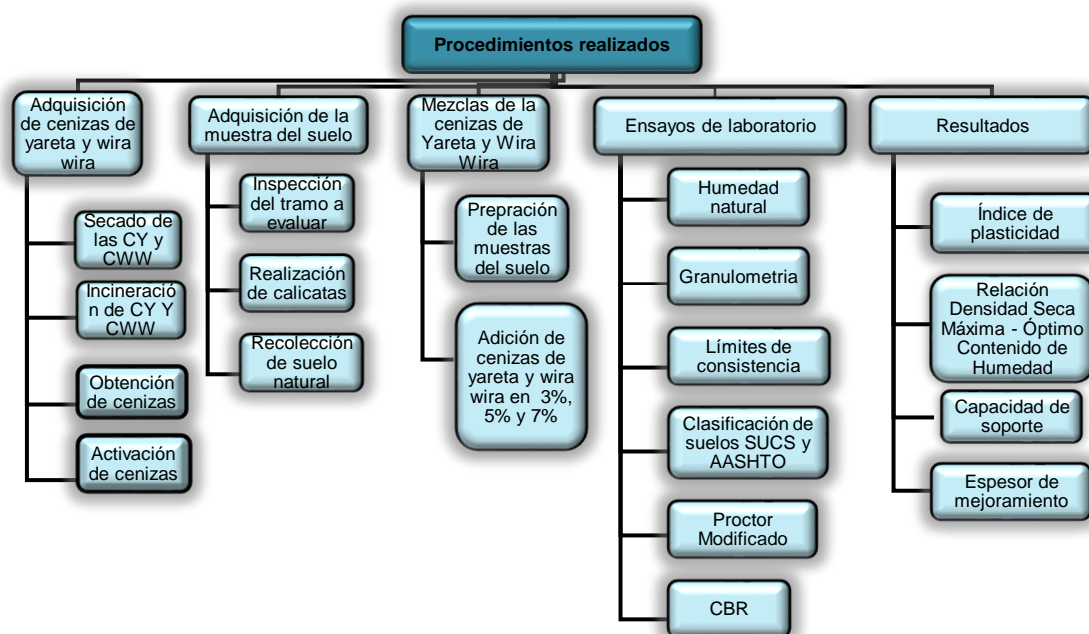 Procedimientos realizados
Adquisición
de cenizas de
yareta y wira
wira
Secado de
las CY y
CWW
Incineració
n de CY Y
CWW
Obtención
de cenizas
Activación
de cenizas
Adquisición de la
muestra del suelo
Inspección
del tramo a
evaluar
Realización
de calicatas
Recolección
de suelo
natural
Mezclas de la
cenizas de
Yareta y Wira
Wira
Prepración
de las
muestras
del suelo
Adición de
cenizas de
yareta y wira
wira en 3%,
5% y 7%
Ensayos de laboratorio
Humedad
natural
Granulometria
Límites de
consistencia
Clasificación de
suelos SUCS y
AASHTO
Proctor
Modificado
CBR
Resultados
Índice de
plasticidad
Relación
Densidad Seca
Máxima - Óptimo
Contenido de
Humedad
Capacidad de
soporte
Espesor de
mejoramiento